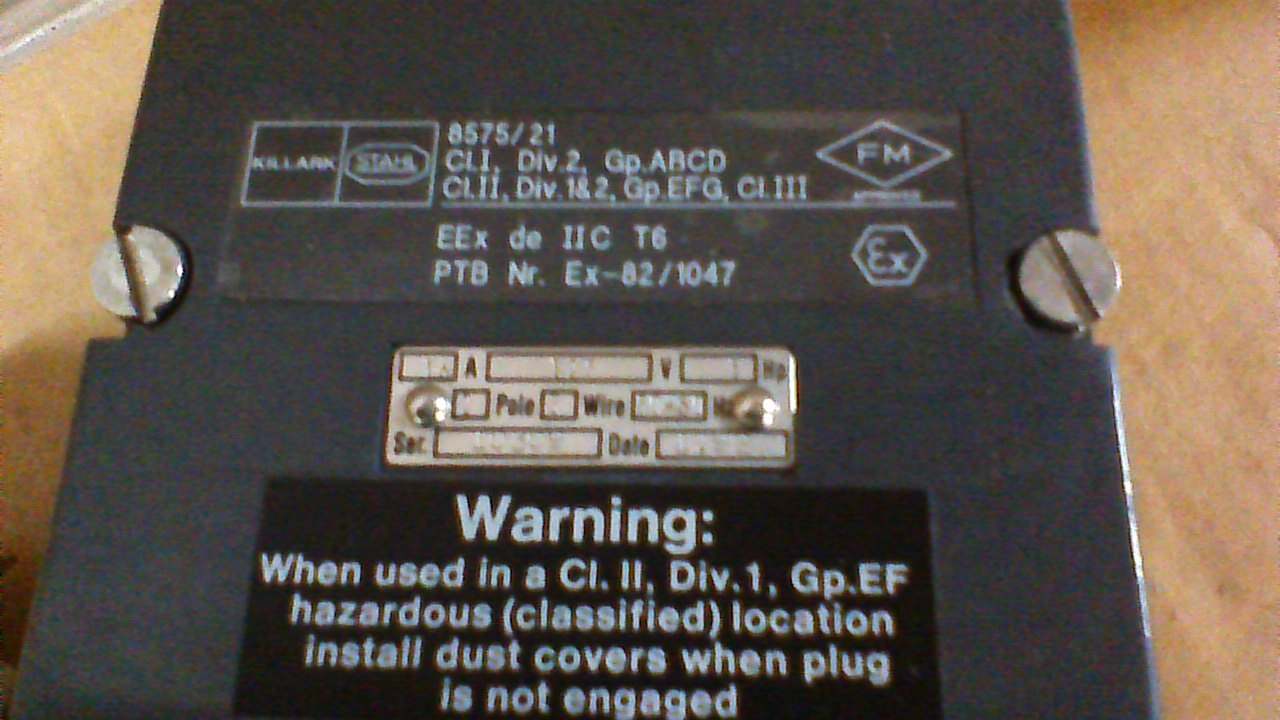 KILLARK STAHL
8575/21
Cl.I, Div.2, Gp.ABCD
Cl.II, Div.1&2, Gp.EFG, Cl.III
FM
APPROVED
EEx de IIC T6
PTB Nr. Ex-82/1047
Ex
A V Hp
Pole Wire Hz
Ser. Date
Warning:
When used in a Cl. II, Div.1, Gp.EF
hazardous (classified) location
install dust covers when plug
is not engaged